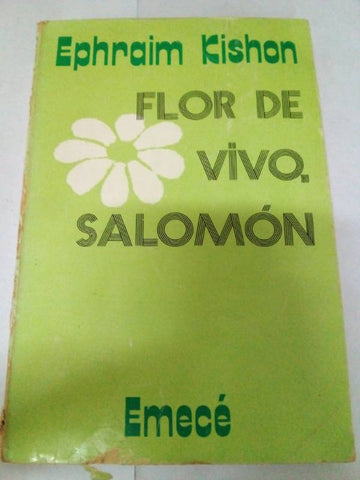 Ephraim Kishon
FLOR DE
VIVO,
SALOMÓN
Emecé